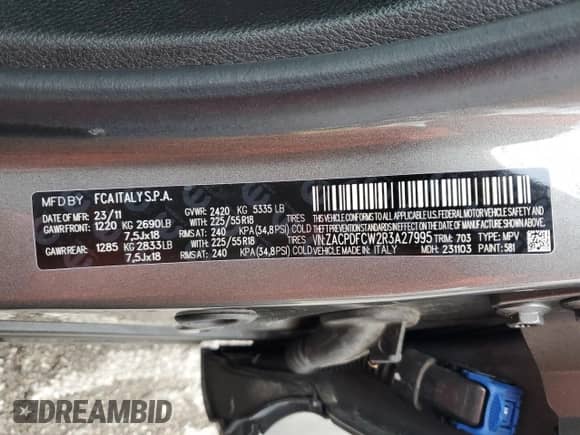 MFD BY FCA ITALY S.P.A.
DATE OF MFR: 23/11 GVWR: 2420 KG 5335 LB
GAWR FRONT: 1220 KG 2690LB WITH: 225/55R18 TIRES
7,5Jx18 RIMS AT: 240 KPA (34,8PSI) COLD
GAWR REAR: 1285 KG 2833LB WITH: 225/55R18 TIRES
7,5Jx18 RIMS AT: 240 KPA (34,8PSI) COLD
THIS VEHICLE CONFORMS TO ALL APPLICABLE U.S. FEDERAL MOTOR VEHICLE SAFETY AND
THEFT PREVENTION STANDARDS IN EFFECT ON THE DATE OF MANUFACTURE SHOWN ABOVE.
VIN: ZACPDFCW2R3A27995 TRIM: 703 TYPE: MPV
VEHICLE MADE IN: ITALY MDH: 231103 PAINT: 581
DREAMBID